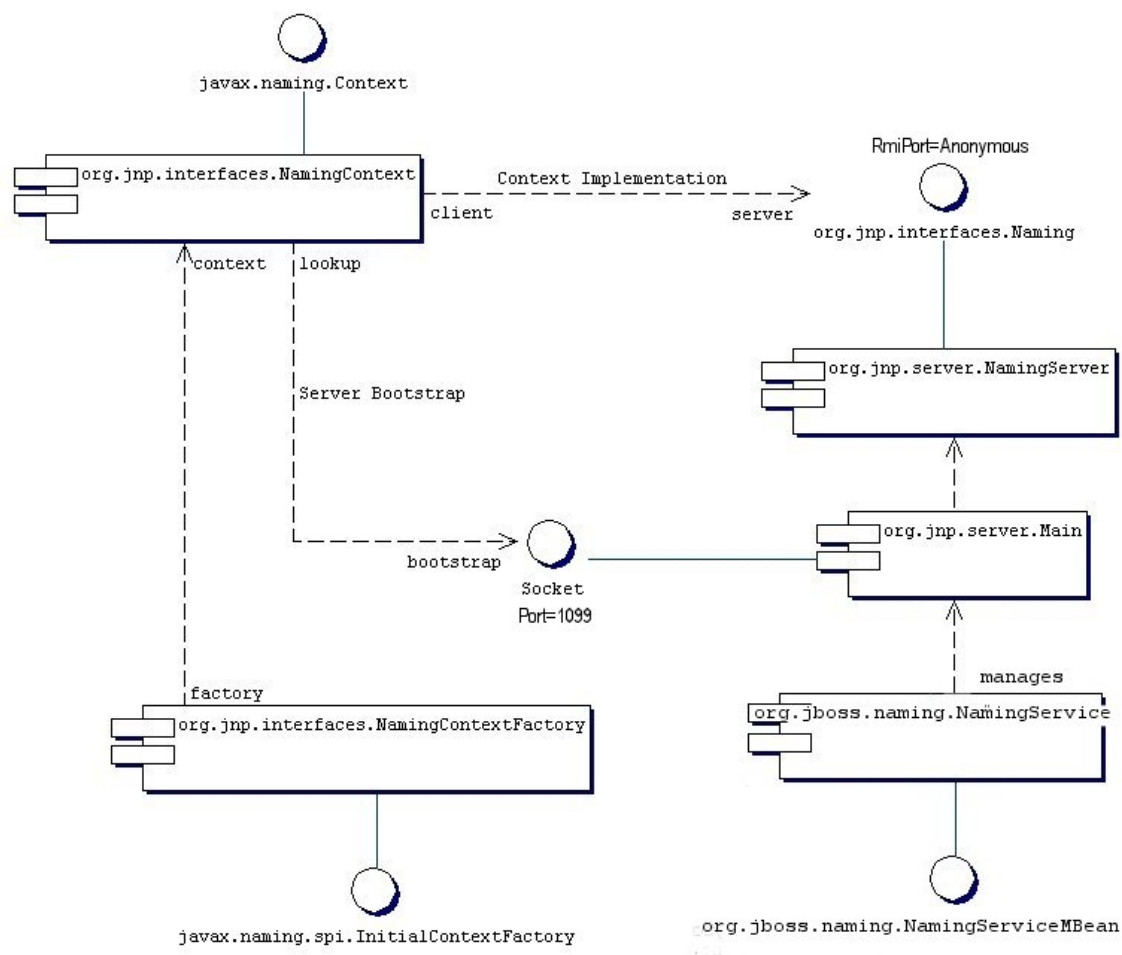 javax.naming.Context
org.jnp.interfaces.NamingContext
RmiPort=Anonymous
Context Implementation
client
server
org.jnp.interfaces.Naming
context
lookup
org.jnp.server.NamingServer
Server Bootstrap
org.jnp.server.Main
bootstrap
Socket
Port=1099
manages
factory
org.jboss.naming.NamingService
org.jnp.interfaces.NamingContextFactory
org.jboss.naming.NamingServiceMBean
javax.naming.spi.InitialContextFactory